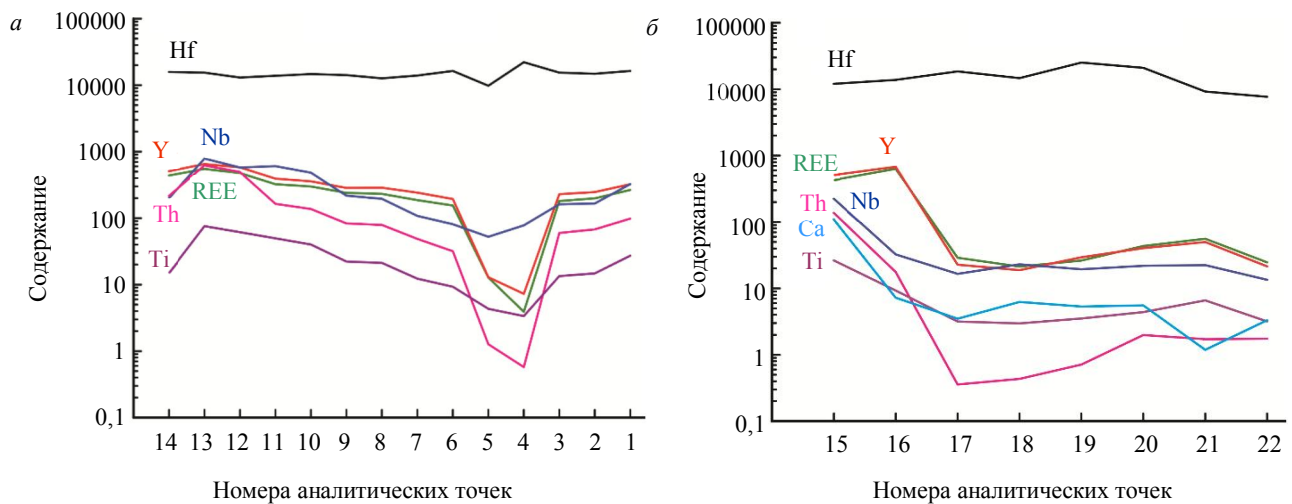 а
100000
10000
1000
100
10
1
0,1
Содержание
Hf
Y
Nb
REE
Th
Ti
14 13 12 11 10 9 8 7 6 5 4 3 2 1
Номера аналитических точек
б
100000
10000
1000
100
10
1
0,1
Содержание
Hf
Y
REE
Th
Nb
Ca
Ti
15 16 17 18 19 20 21 22
Номера аналитических точек